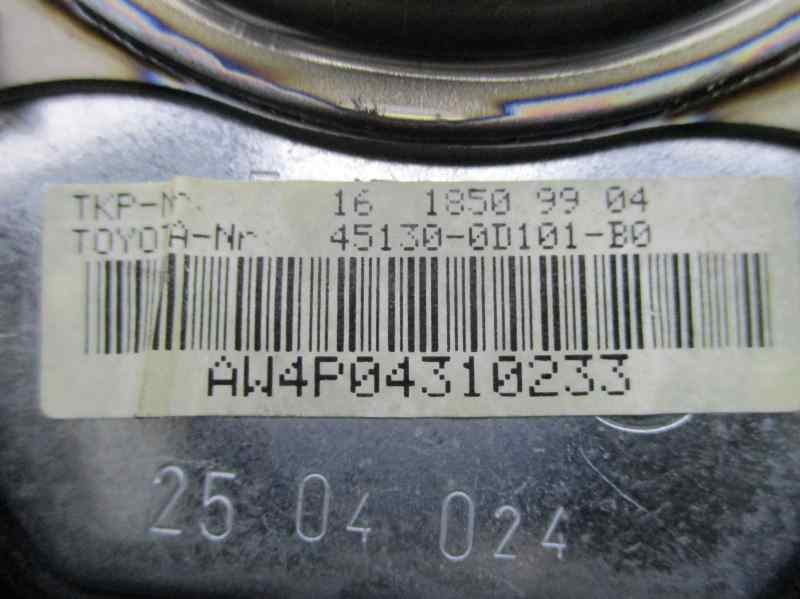 TKP-Nr. 16 1850 99 04
TOYOTA-Nr. 45130-0D101-B0
AW4P04310233
25 04 024